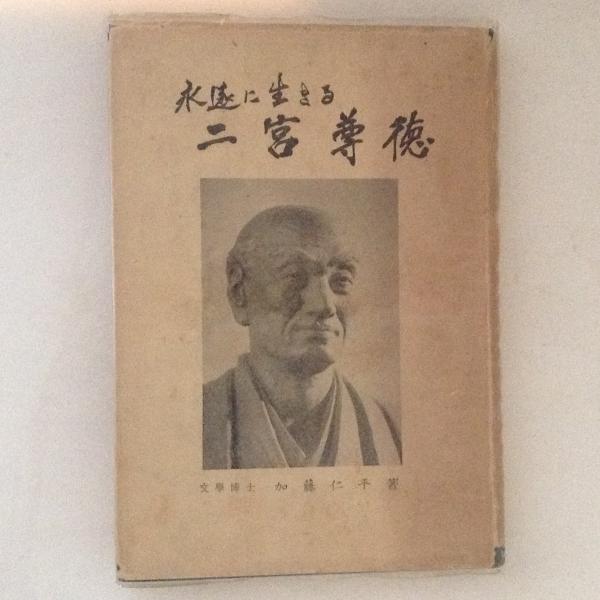 永遠に生きる
二宮尊徳
文學博士 加藤仁平著